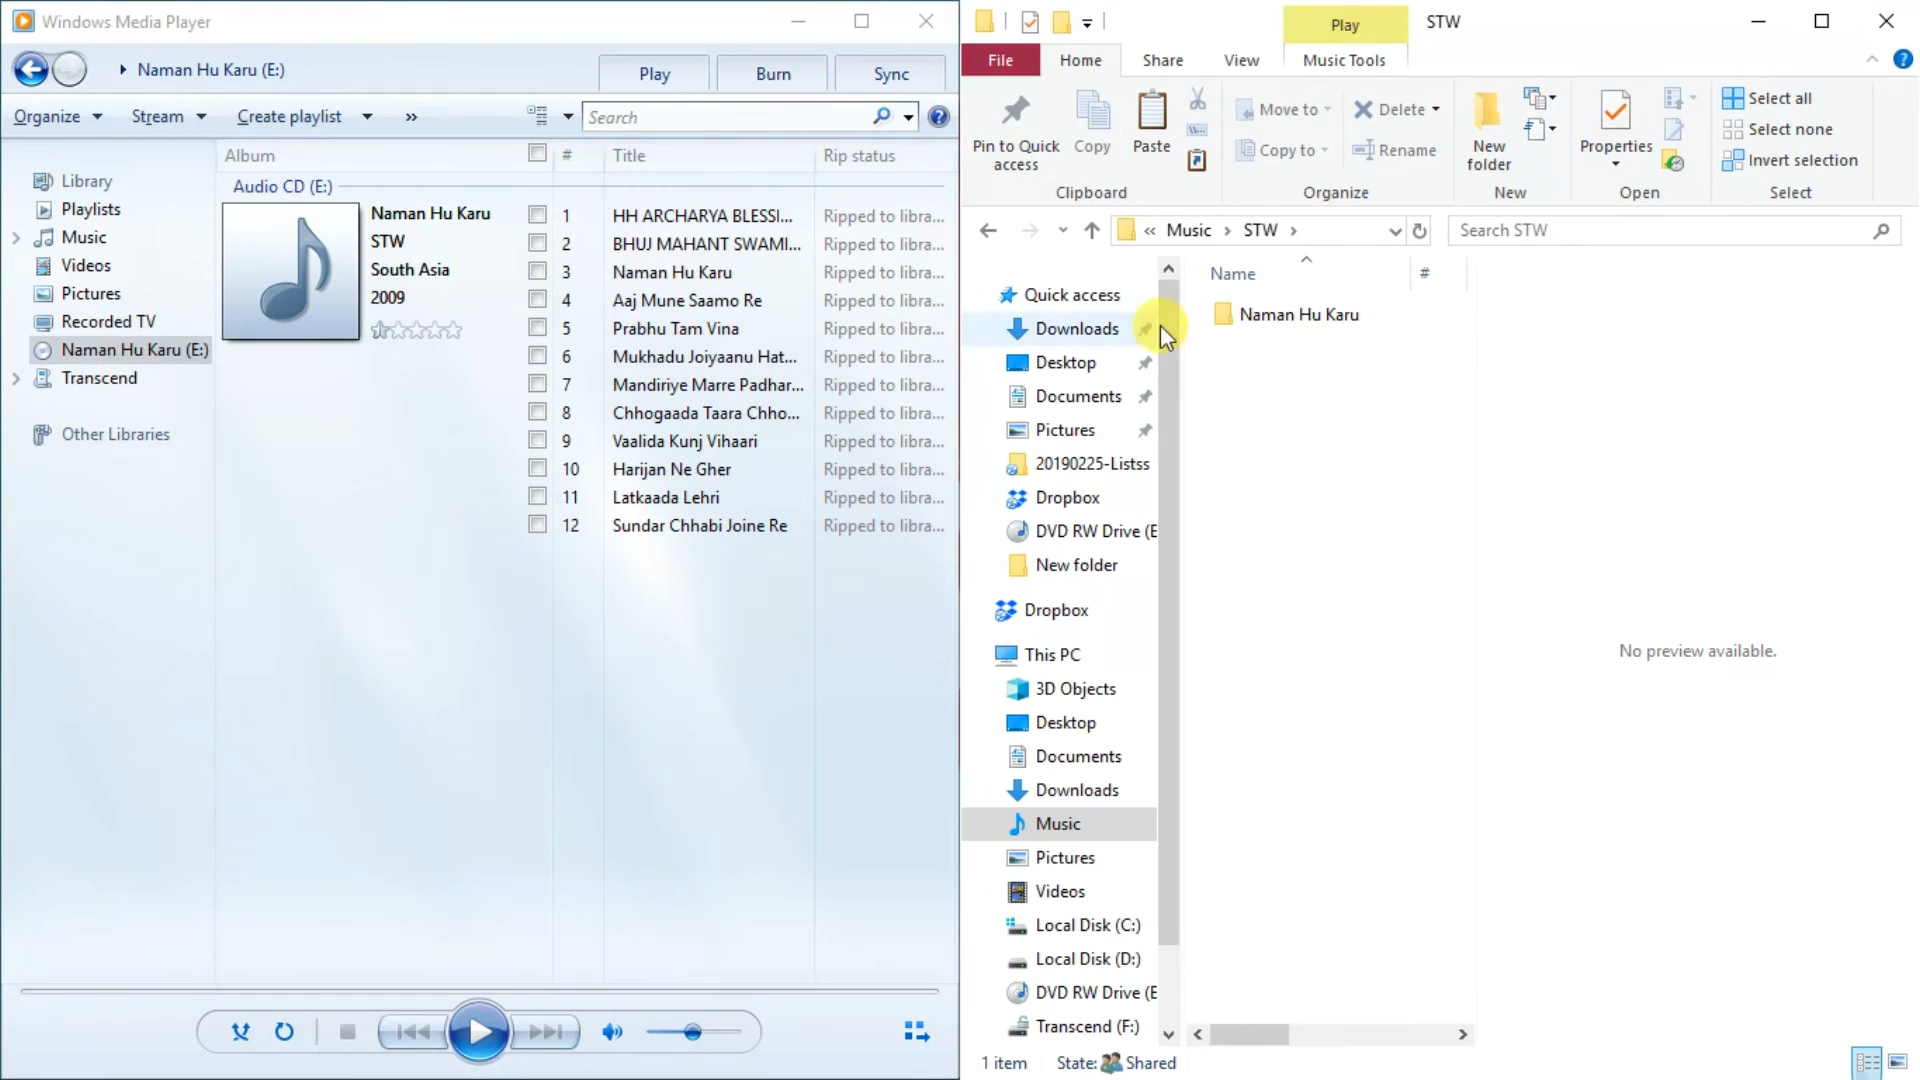 Windows Media Player
Naman Hu Karu (E:)
Play
Burn
Sync
Organize
Stream
Create playlist
»
Search
Album
#
Title
Rip status
Library
Playlists
Music
Videos
Pictures
Recorded TV
Naman Hu Karu (E:)
Transcend
Other Libraries
Audio CD (E:)
Naman Hu Karu
STW
South Asia
2009
1 HH ARCHARYA BLESSI... Ripped to libra...
2 BHUJ MAHANT SWAMI... Ripped to libra...
3 Naman Hu Karu Ripped to libra...
4 Aaj Mune Saamo Re Ripped to libra...
5 Prabhu Tam Vina Ripped to libra...
6 Mukhadu Joiyaanu Hat... Ripped to libra...
7 Mandiriye Marre Padhar... Ripped to libra...
8 Chhogaada Taara Chho... Ripped to libra...
9 Vaalida Kunj Vihaari Ripped to libra...
10 Harijan Ne Gher Ripped to libra...
11 Latkaada Lehri Ripped to libra...
12 Sundar Chhabi Joine Re Ripped to libra...
Play
STW
File
Home
Share
View
Music Tools
Pin to Quick
access
Copy
Paste
Clipboard
Move to
Copy to
Delete
Rename
Organize
New
folder
New
Properties
Open
Select all
Select none
Invert selection
Select
« Music › STW ›
Search STW
Name
#
Naman Hu Karu
Quick access
Downloads
Desktop
Documents
Pictures
20190225-Listss
Dropbox
DVD RW Drive (E
New folder
Dropbox
This PC
3D Objects
Desktop
Documents
Downloads
Music
Pictures
Videos
Local Disk (C:)
Local Disk (D:)
DVD RW Drive (E
Transcend (F:)
No preview available.
1 item
State: Shared